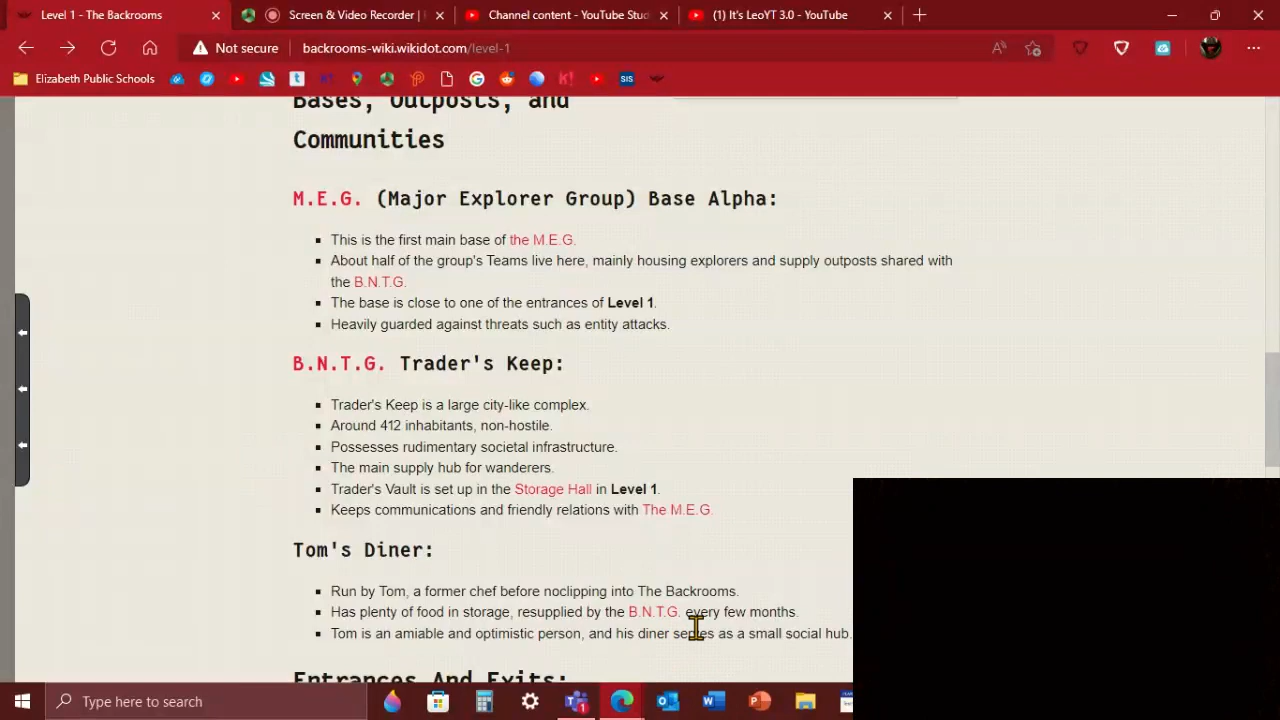 Level 1 - The Backrooms
Screen & Video Recorder |
Channel content - YouTube Stud
(1) It's LeoYT 3.0 - YouTube
Not secure
backrooms-wiki.wikidot.com/level-1
Elizabeth Public Schools
SIS
Bases, Outposts, and
Communities
M.E.G. (Major Explorer Group) Base Alpha:
This is the first main base of the M.E.G.
About half of the group's Teams live here, mainly housing explorers and supply outposts shared with
the B.N.T.G.
The base is close to one of the entrances of Level 1.
Heavily guarded against threats such as entity attacks.
B.N.T.G. Trader's Keep:
Trader's Keep is a large city-like complex.
Around 412 inhabitants, non-hostile.
Possesses rudimentary societal infrastructure.
The main supply hub for wanderers.
Trader's Vault is set up in the Storage Hall in Level 1.
Keeps communications and friendly relations with The M.E.G.
Tom's Diner:
Run by Tom, a former chef before noclipping into The Backrooms.
Has plenty of food in storage, resupplied by the B.N.T.G. every few months.
Tom is an amiable and optimistic person, and his diner serves as a small social hub.
Entrances And Exits:
Type here to search